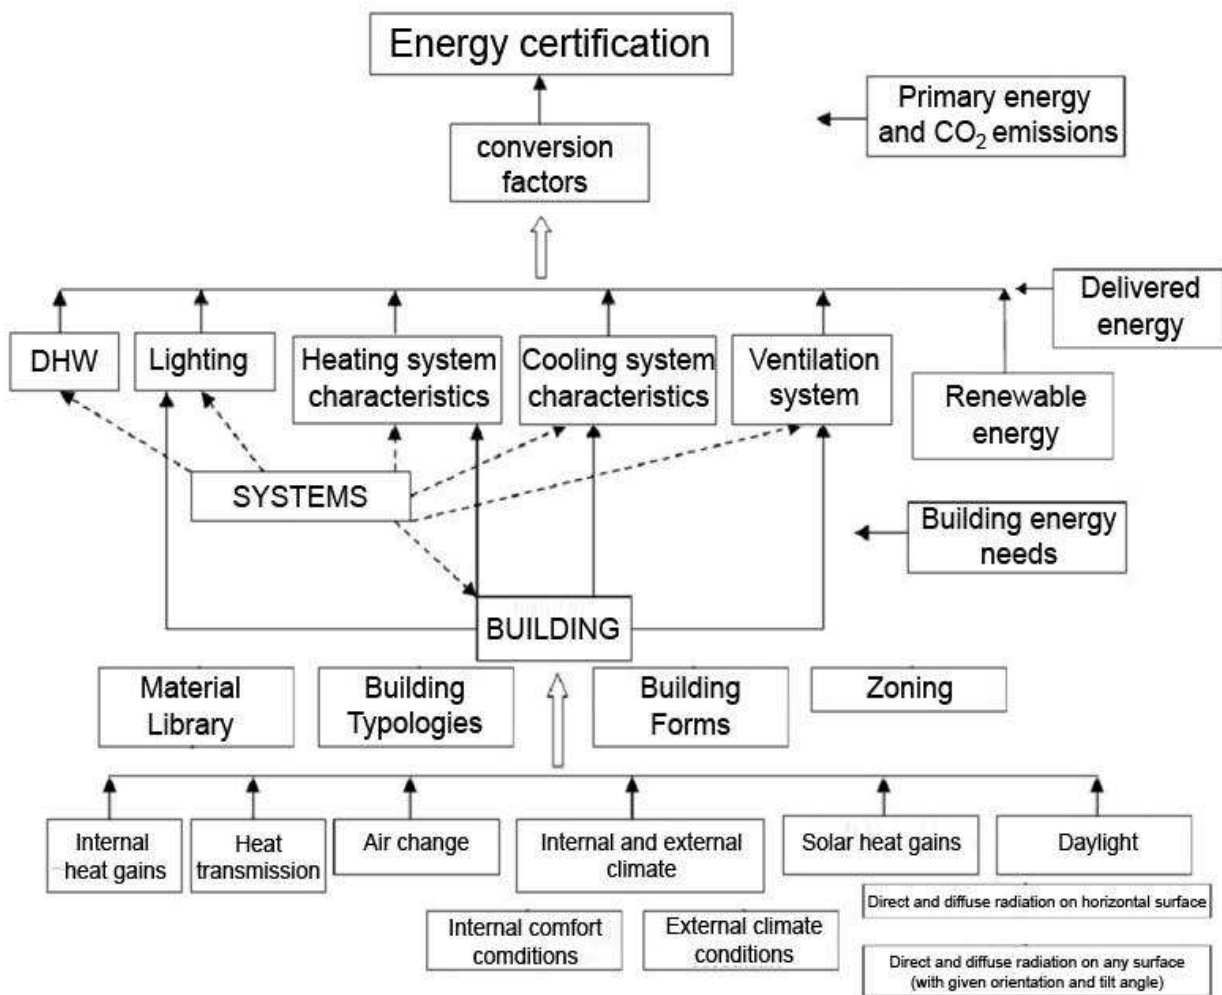 Energy certification
Primary energy
and CO₂ emissions
conversion
factors
Delivered
energy
DHW
Lighting
Heating system
characteristics
Cooling system
characteristics
Ventilation
system
Renewable
energy
SYSTEMS
Building energy
needs
BUILDING
Material
Library
Building
Typologies
Building
Forms
Zoning
Internal
heat gains
Heat
transmission
Air change
Internal and external
climate
Solar heat gains
Daylight
Direct and diffuse radiation on horizontal surface
Internal comfort
comditions
External climate
conditions
Direct and diffuse radiation on any surface
(with given orientation and tilt angle)